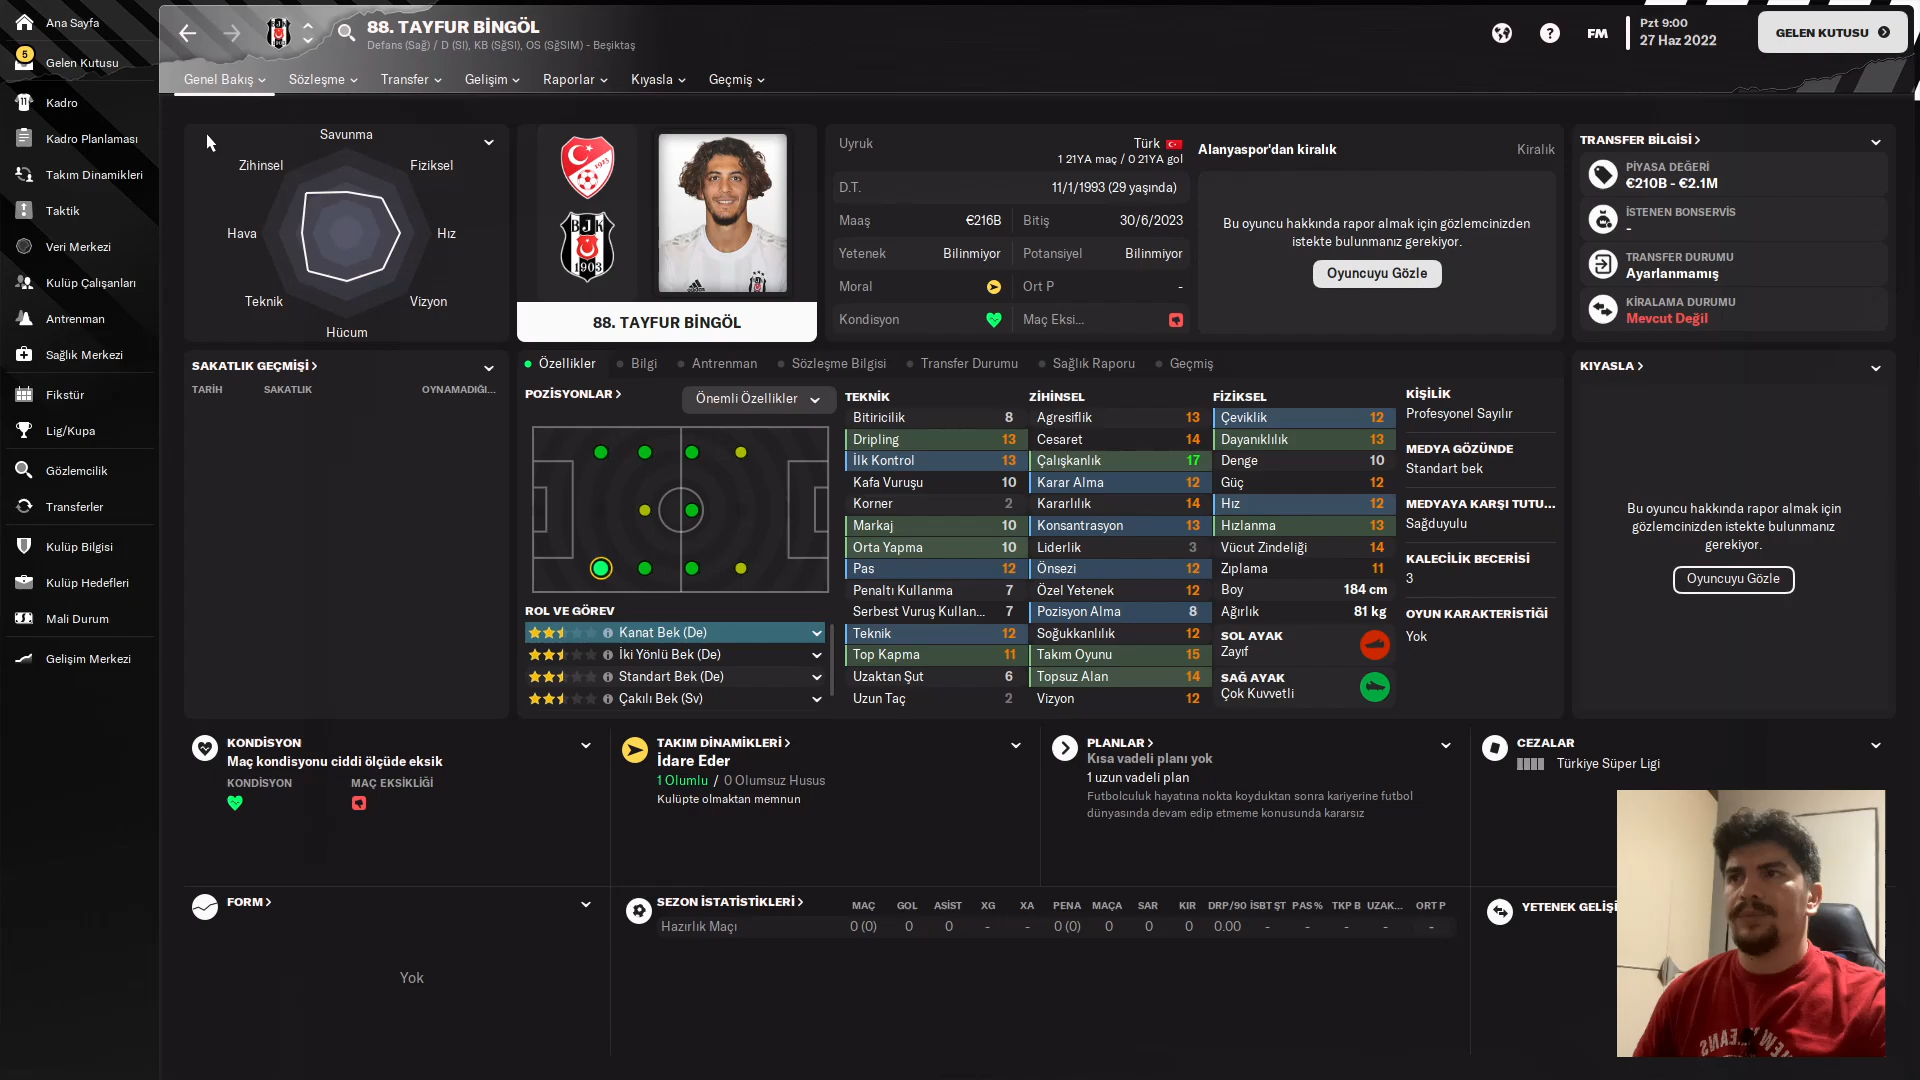 Ana Sayfa
5
Gelen Kutusu
Kadro
Kadro Planlaması
Takım Dinamikleri
Taktik
Veri Merkezi
Kulüp Çalışanları
Antrenman
Sağlık Merkezi
Fikstür
Lig/Kupa
Gözlemcilik
Transferler
Kulüp Bilgisi
Kulüp Hedefleri
Mali Durum
Gelişim Merkezi
88. TAYFUR BİNGÖL
Defans (Sağ) / D (SI), KB (SğSI), OS (SğSIM) - Beşiktaş
FM
Pzt 9:00
27 Haz 2022
GELEN KUTUSU
Genel Bakış Sözleşme Transfer Gelişim Raporlar Kıyasla Geçmiş
Savunma
Zihinsel
Fiziksel
Hava
Hız
Teknik
Vizyon
Hücum
1923
BJK
1903
adidas
88. TAYFUR BİNGÖL
Uyruk Türk
1 21YA maç / 0 21YA gol
D.T. 11/1/1993 (29 yaşında)
Maaş €216B Bitiş 30/6/2023
Yetenek Bilinmiyor Potansiyel Bilinmiyor
Moral Ort P -
Kondisyon Maç Eksi...
Alanyaspor'dan kiralık Kiralık
Bu oyuncu hakkında rapor almak için gözlemcinizden
istekte bulunmanız gerekiyor.
Oyuncuyu Gözle
TRANSFER BİLGİSİ
PİYASA DEĞERİ
€210B - €2.1M
İSTENEN BONSERVİS
-
TRANSFER DURUMU
Ayarlanmamış
KİRALAMA DURUMU
Mevcut Değil
SAKATLIK GEÇMİŞİ
TARİH SAKATLIK OYNAMADIĞI...
Özellikler Bilgi Antrenman Sözleşme Bilgisi Transfer Durumu Sağlık Raporu Geçmiş
POZİSYONLAR
Önemli Özellikler
ROL VE GÖREV
Kanat Bek (De)
İki Yönlü Bek (De)
Standart Bek (De)
Çakılı Bek (Sv)
TEKNİK
Bitiricilik 8
Dripling 13
İlk Kontrol 13
Kafa Vuruşu 10
Korner 2
Markaj 10
Orta Yapma 10
Pas 12
Penaltı Kullanma 7
Serbest Vuruş Kullan... 7
Teknik 12
Top Kapma 11
Uzaktan Şut 6
Uzun Taç 2
ZİHİNSEL
Agresiflik 13
Cesaret 14
Çalışkanlık 17
Karar Alma 12
Kararlılık 14
Konsantrasyon 13
Liderlik 3
Önsezi 12
Özel Yetenek 12
Pozisyon Alma 8
Soğukkanlılık 12
Takım Oyunu 15
Topsuz Alan 14
Vizyon 12
FİZİKSEL
Çeviklik 12
Dayanıklılık 13
Denge 10
Güç 12
Hız 12
Hızlanma 13
Vücut Zindeliği 14
Zıplama 11
Boy 184 cm
Ağırlık 81 kg
SOL AYAK
Zayıf
SAĞ AYAK
Çok Kuvvetli
KİŞİLİK
Profesyonel Sayılır
MEDYA GÖZÜNDE
Standart bek
MEDYAYA KARŞI TUTU...
Sağduyulu
KALECİLİK BECERİSİ
3
OYUN KARAKTERİSTİĞİ
Yok
KIYASLA
Bu oyuncu hakkında rapor almak için
gözlemcinizden istekte bulunmanız
gerekiyor.
Oyuncuyu Gözle
KONDİSYON
Maç kondisyonu ciddi ölçüde eksik
KONDİSYON MAÇ EKSİKLİĞİ
TAKIM DİNAMİKLERİ
İdare Eder
1 Olumlu / 0 Olumsuz Husus
Kulüpte olmaktan memnun
PLANLAR
Kısa vadeli planı yok
1 uzun vadeli plan
Futbolculuk hayatına nokta koyduktan sonra kariyerine futbol
dünyasında devam edip etmeme konusunda kararsız
CEZALAR
Türkiye Süper Ligi
FORM
Yok
SEZON İSTATİSTİKLERİ MAÇ GOL ASİST XG XA PENA MAÇA SAR KIR DRP/90 İSBT ŞT PAS % TKP B UZAK... ORT P
Hazırlık Maçı 0 (0) 0 0 - - 0 (0) 0 0 0 0.00 - - - - -
YETENEK GELİŞİ